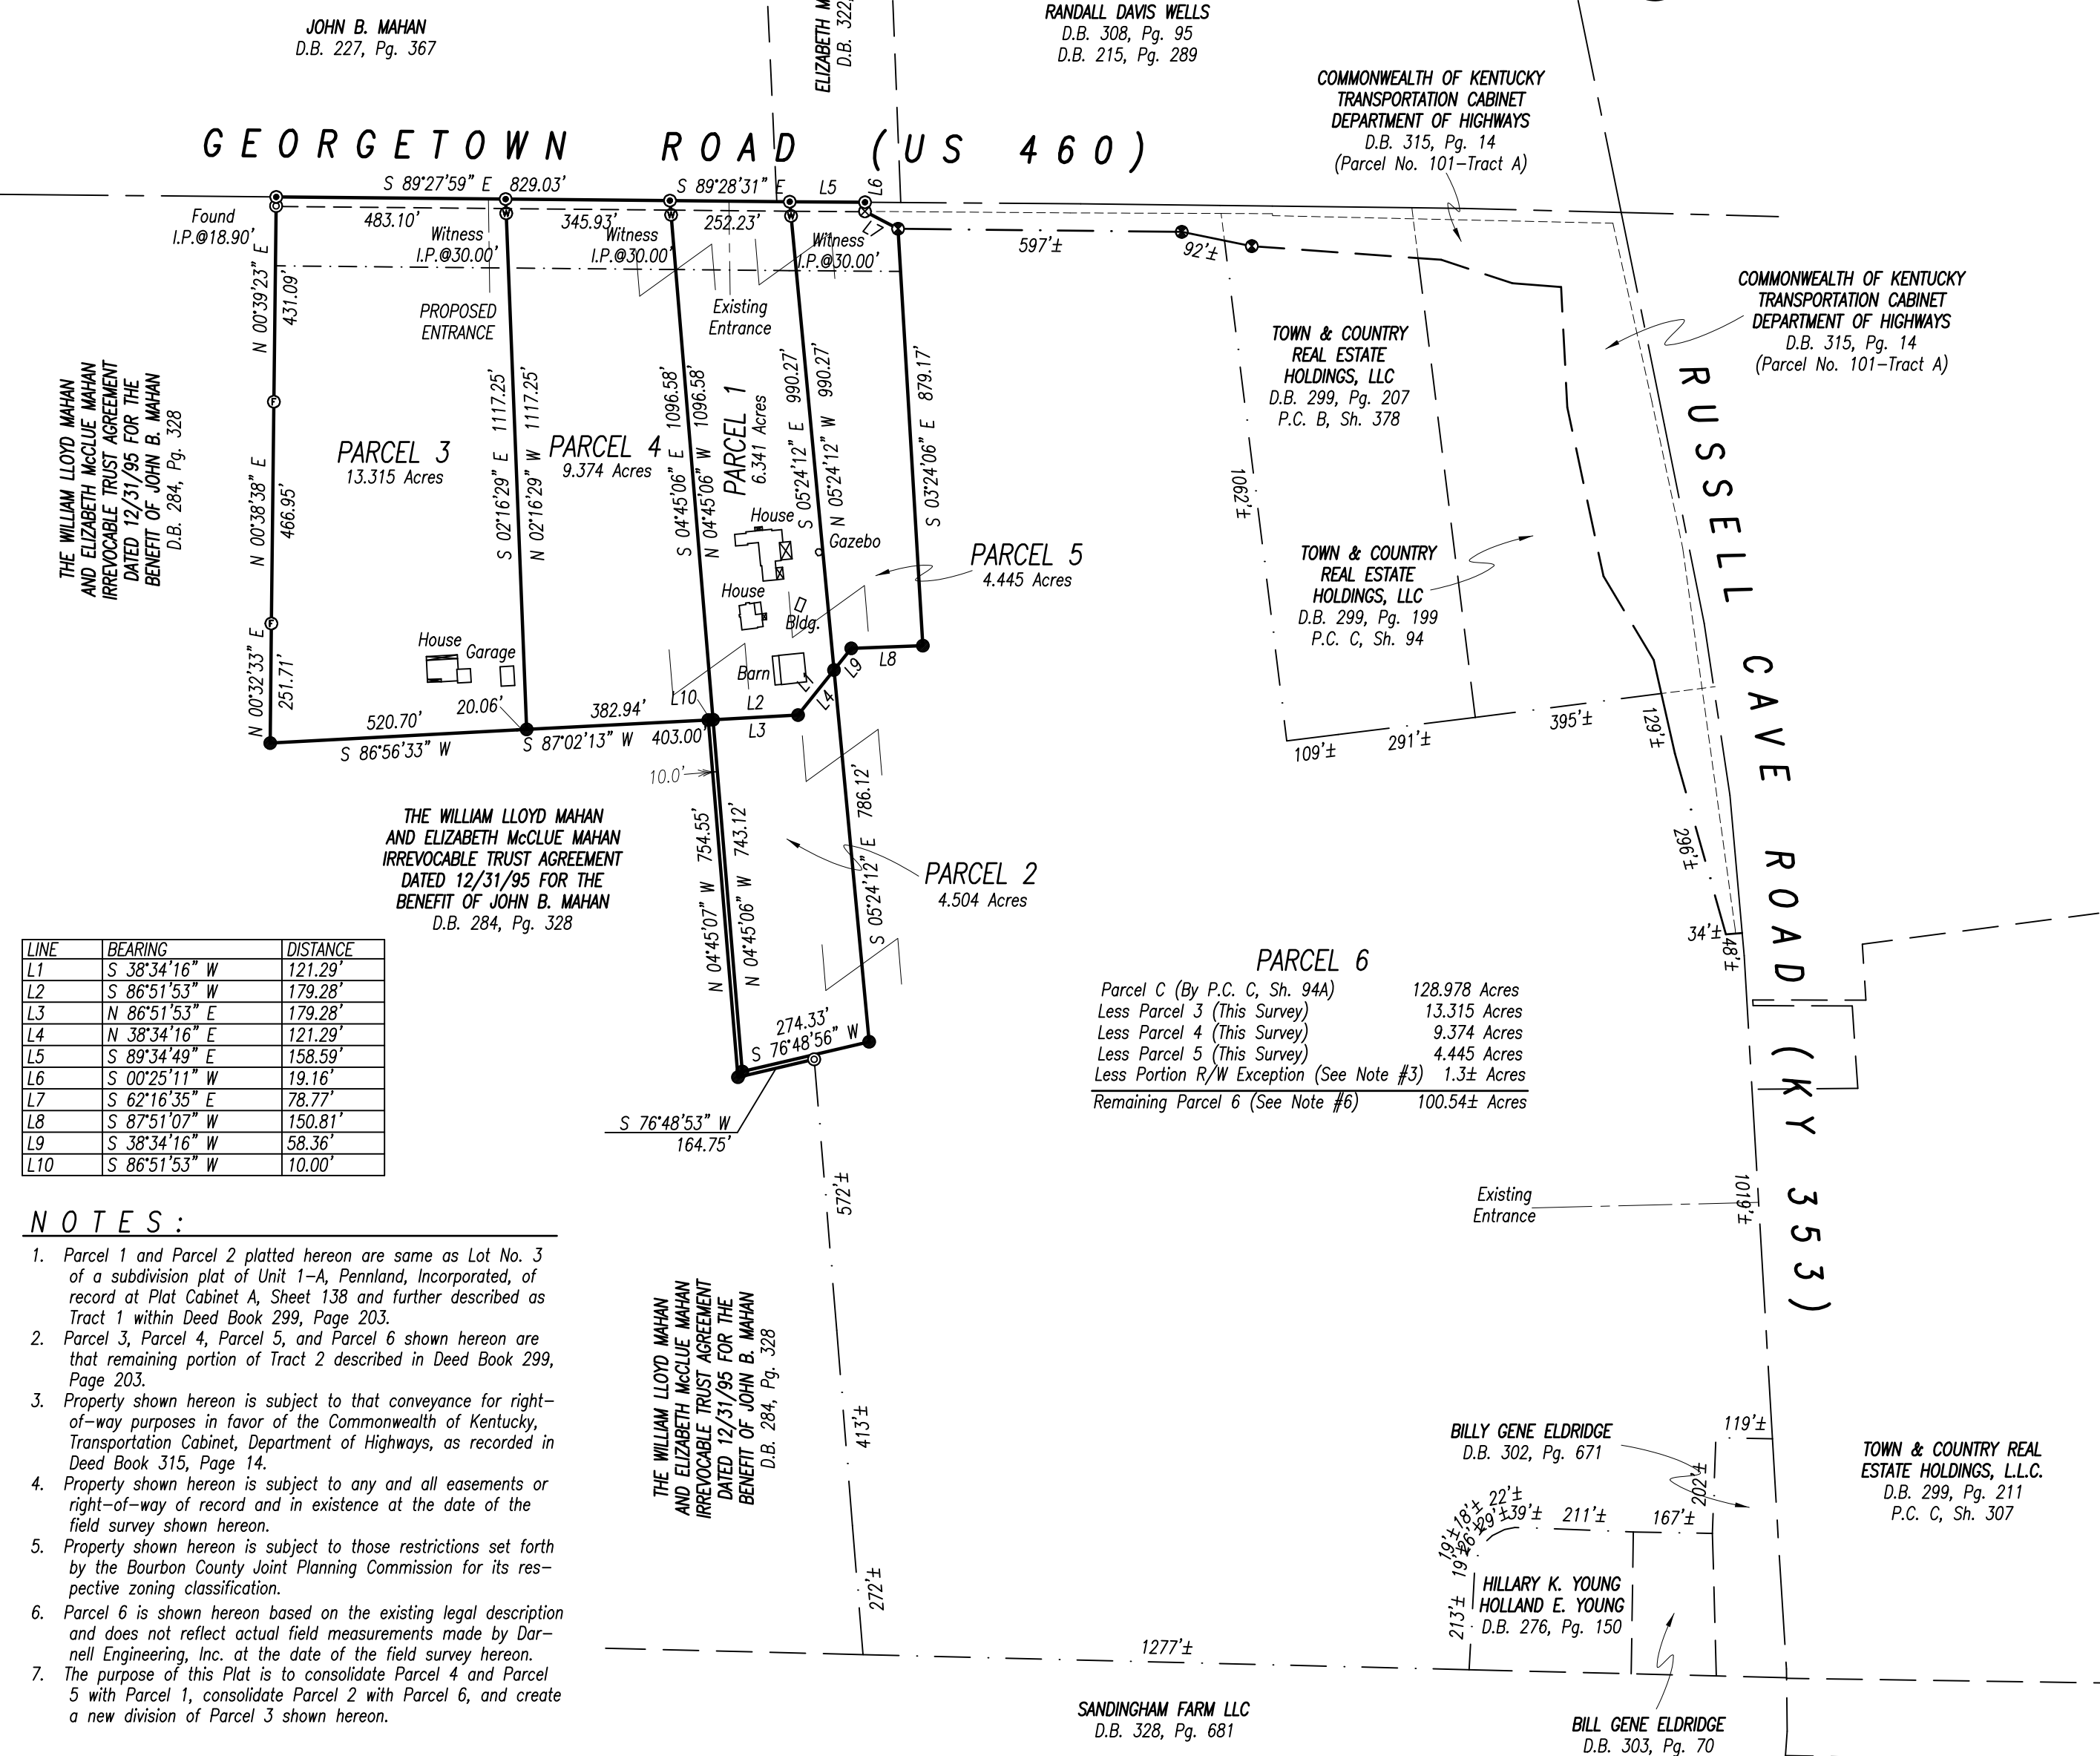 JOHN B. MAHAN
D.B. 227, Pg. 367
ELIZABETH
D.B. 322,
RANDALL DAVIS WELLS
D.B. 308, Pg. 95
D.B. 215, Pg. 289
COMMONWEALTH OF KENTUCKY
TRANSPORTATION CABINET
DEPARTMENT OF HIGHWAYS
D.B. 315, Pg. 14
(Parcel No. 101-Tract A)
GEORGETOWN ROAD (US 460)
S 89°27'59" E 829.03'
S 89°28'31" E
L5
L6
Found
I.P.@18.90'
483.10'
345.93'
252.23'
Witness
I.P.@30.00'
Witness
I.P.@30.00'
Witness
I.P.@30.00'
L7
597'±
92'±
PROPOSED
ENTRANCE
Existing
Entrance
COMMONWEALTH OF KENTUCKY
TRANSPORTATION CABINET
DEPARTMENT OF HIGHWAYS
D.B. 315, Pg. 14
(Parcel No. 101-Tract A)
N 00°39'23" E
431.09'
N 00°38'38" E
466.95'
N 00°32'33" E
251.71'
THE WILLIAM LLOYD MAHAN
AND ELIZABETH McCLUE MAHAN
IRREVOCABLE TRUST AGREEMENT
DATED 12/31/95 FOR THE
BENEFIT OF JOHN B. MAHAN
D.B. 284, Pg. 328
PARCEL 3
13.315 Acres
S 02°16'29" E 1117.25'
N 02°16'29" W 1117.25'
PARCEL 4
9.374 Acres
S 04°45'06" E 1096.58'
N 04°45'06" W 1096.58'
PARCEL 1
6.341 Acres
S 05°24'12" E 990.27'
N 05°24'12" W 990.27'
S 03°24'06" E 879.17'
House
Gazebo
House
Bldg.
Barn
PARCEL 5
4.445 Acres
TOWN & COUNTRY
REAL ESTATE
HOLDINGS, LLC
D.B. 299, Pg. 207
P.C. B, Sh. 378
1062'±
TOWN & COUNTRY
REAL ESTATE
HOLDINGS, LLC
D.B. 299, Pg. 199
P.C. C, Sh. 94
RUSSELL CAVE ROAD (KY 353)
House
Garage
L1
L4
L9
L8
L10
L2
L3
20.06'
520.70'
S 86°56'33" W
382.94'
S 87°02'13" W 403.00'
10.0'
109'±
291'±
395'±
129'±
296'±
34'±
48'±
THE WILLIAM LLOYD MAHAN
AND ELIZABETH McCLUE MAHAN
IRREVOCABLE TRUST AGREEMENT
DATED 12/31/95 FOR THE
BENEFIT OF JOHN B. MAHAN
D.B. 284, Pg. 328
N 04°45'07" W 754.55'
N 04°45'06" W 743.12'
S 05°24'12" E 786.12'
PARCEL 2
4.504 Acres
274.33'
S 76°48'56" W
S 76°48'53" W
164.75'
LINE BEARING DISTANCE
L1 S 38°34'16" W 121.29'
L2 S 86°51'53" W 179.28'
L3 N 86°51'53" E 179.28'
L4 N 38°34'16" E 121.29'
L5 S 89°34'49" E 158.59'
L6 S 00°25'11" W 19.16'
L7 S 62°16'35" E 78.77'
L8 S 87°51'07" W 150.81'
L9 S 38°34'16" W 58.36'
L10 S 86°51'53" W 10.00'
PARCEL 6
Parcel C (By P.C. C, Sh. 94A) 128.978 Acres
Less Parcel 3 (This Survey) 13.315 Acres
Less Parcel 4 (This Survey) 9.374 Acres
Less Parcel 5 (This Survey) 4.445 Acres
Less Portion R/W Exception (See Note #3) 1.3± Acres
Remaining Parcel 6 (See Note #6) 100.54± Acres
Existing
Entrance
1019'±
572'±
413'±
272'±
THE WILLIAM LLOYD MAHAN
AND ELIZABETH McCLUE MAHAN
IRREVOCABLE TRUST AGREEMENT
DATED 12/31/95 FOR THE
BENEFIT OF JOHN B. MAHAN
D.B. 284, Pg. 328
NOTES:
1. Parcel 1 and Parcel 2 platted hereon are same as Lot No. 3
of a subdivision plat of Unit 1-A, Pennland, Incorporated, of
record at Plat Cabinet A, Sheet 138 and further described as
Tract 1 within Deed Book 299, Page 203.
2. Parcel 3, Parcel 4, Parcel 5, and Parcel 6 shown hereon are
that remaining portion of Tract 2 described in Deed Book 299,
Page 203.
3. Property shown hereon is subject to that conveyance for right-
of-way purposes in favor of the Commonwealth of Kentucky,
Transportation Cabinet, Department of Highways, as recorded in
Deed Book 315, Page 14.
4. Property shown hereon is subject to any and all easements or
right-of-way of record and in existence at the date of the
field survey shown hereon.
5. Property shown hereon is subject to those restrictions set forth
by the Bourbon County Joint Planning Commission for its res-
pective zoning classification.
6. Parcel 6 is shown hereon based on the existing legal description
and does not reflect actual field measurements made by Dar-
nell Engineering, Inc. at the date of the field survey hereon.
7. The purpose of this Plat is to consolidate Parcel 4 and Parcel
5 with Parcel 1, consolidate Parcel 2 with Parcel 6, and create
a new division of Parcel 3 shown hereon.
BILLY GENE ELDRIDGE
D.B. 302, Pg. 671
119'±
202'±
TOWN & COUNTRY REAL
ESTATE HOLDINGS, L.L.C.
D.B. 299, Pg. 211
P.C. C, Sh. 307
19'±
18'±
22'±
26'±
29'±
39'±
19'±
211'±
167'±
213'±
HILLARY K. YOUNG
HOLLAND E. YOUNG
D.B. 276, Pg. 150
1277'±
SANDINGHAM FARM LLC
D.B. 328, Pg. 681
BILL GENE ELDRIDGE
D.B. 303, Pg. 70